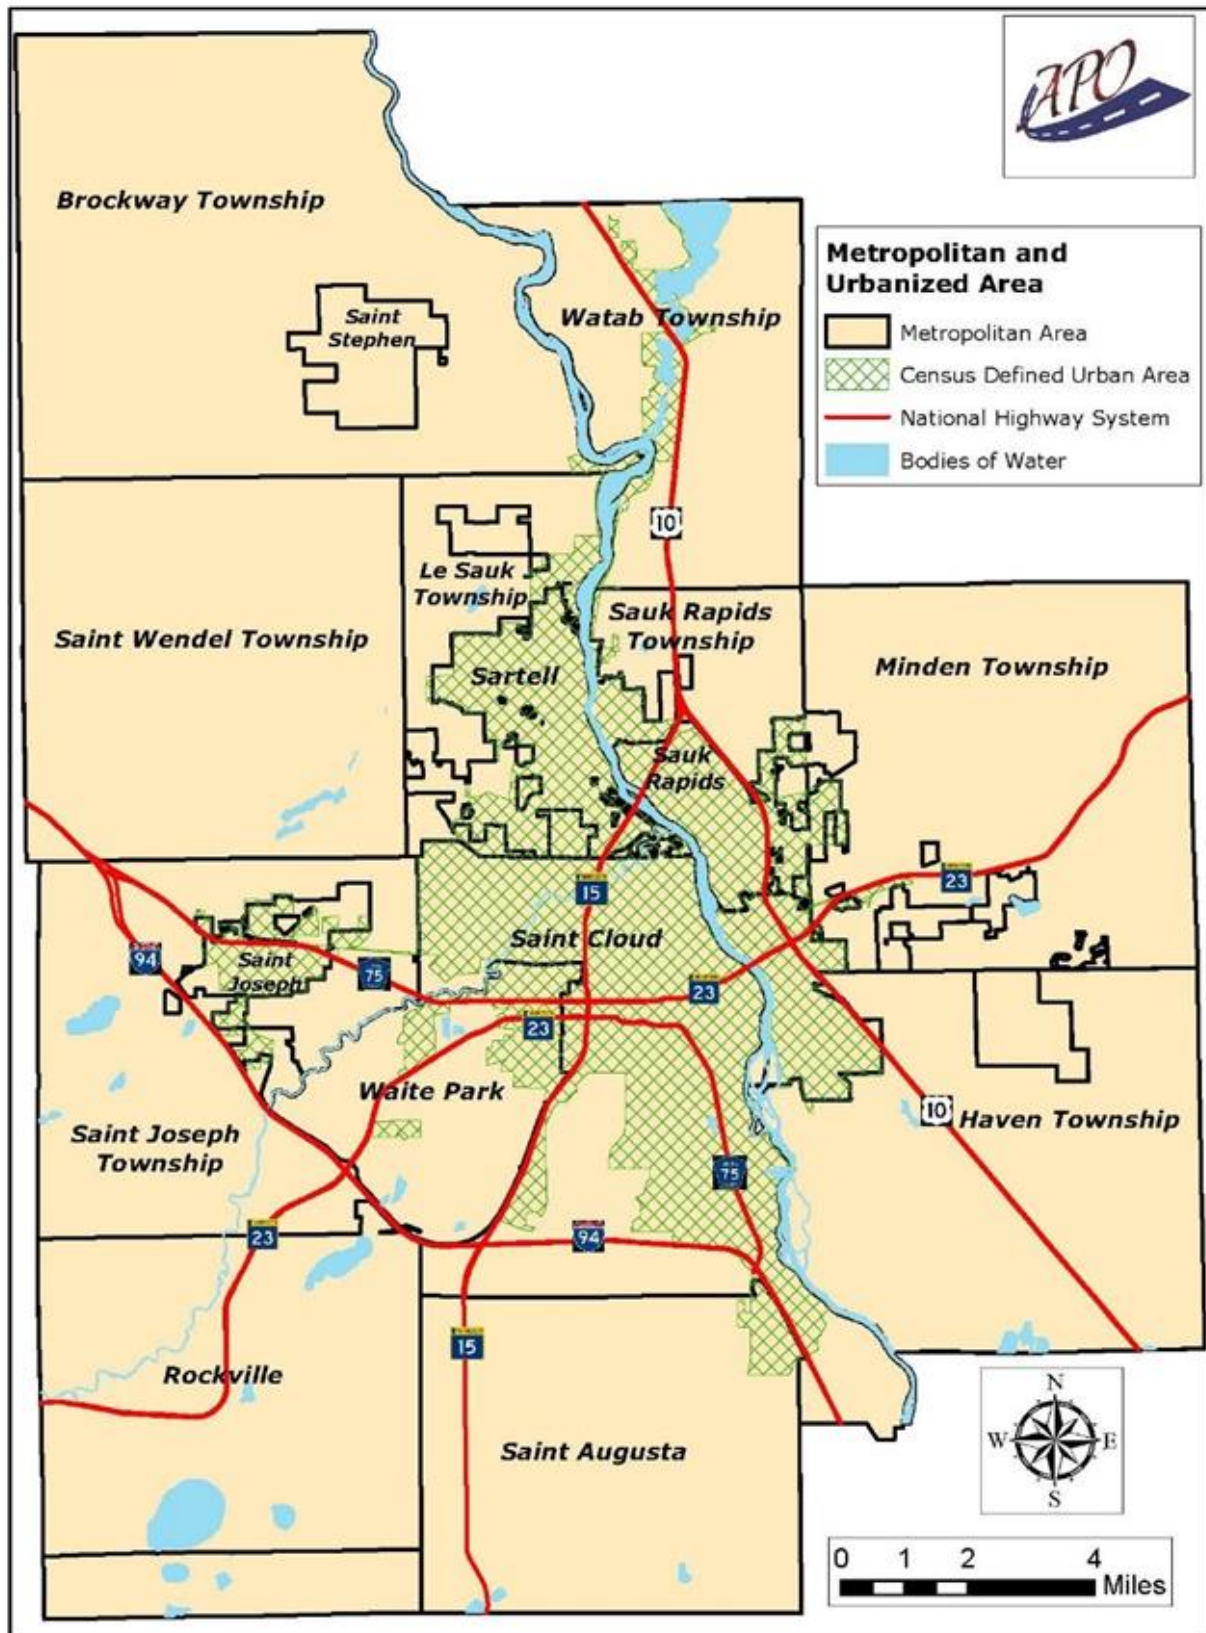 APO
Brockway Township
Saint
Stephen
Watab Township
Metropolitan and
Urbanized Area
Metropolitan Area
Census Defined Urban Area
National Highway System
Bodies of Water
10
Le Sauk
Township
Sauk Rapids
Township
Saint Wendel Township
Minden Township
Sartell
Sauk
Rapids
15
23
Saint Cloud
94
Saint
Joseph
75
23
23
Waite Park
10
Haven Township
Saint Joseph
Township
75
23
94
15
Rockville
Saint Augusta
N
W
E
S
0 1 2 4
Miles